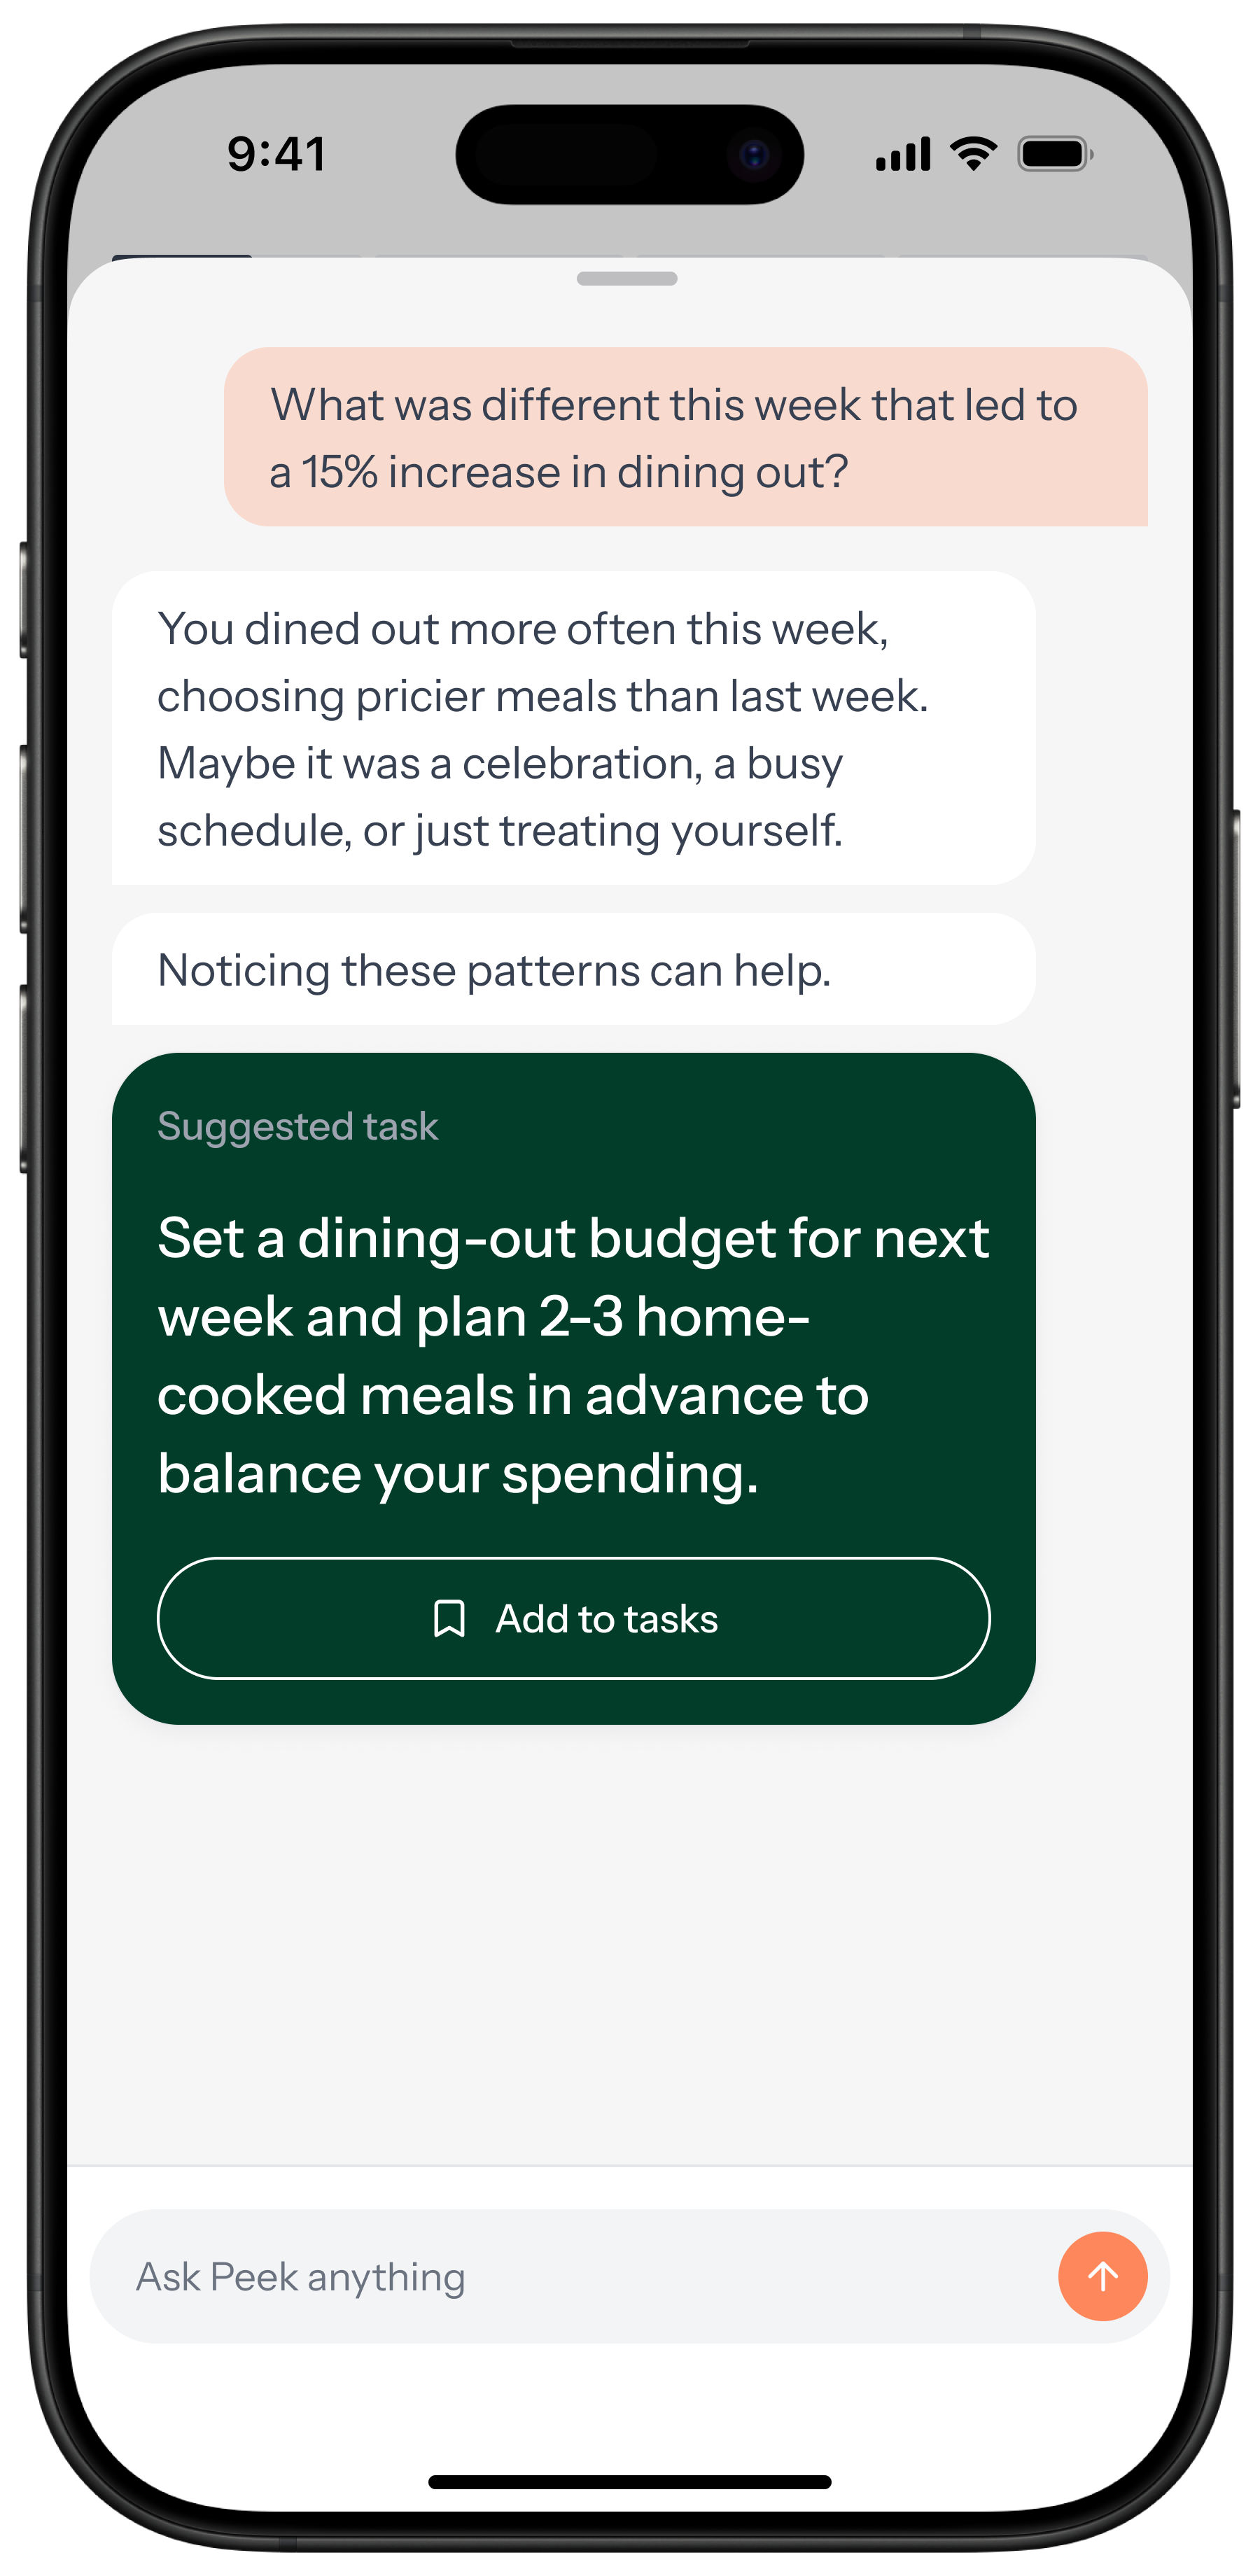 9:41
What was different this week that led to
a 15% increase in dining out?
You dined out more often this week,
choosing pricier meals than last week.
Maybe it was a celebration, a busy
schedule, or just treating yourself.
Noticing these patterns can help.
Suggested task
Set a dining-out budget for next
week and plan 2-3 home-
cooked meals in advance to
balance your spending.
Add to tasks
Ask Peek anything